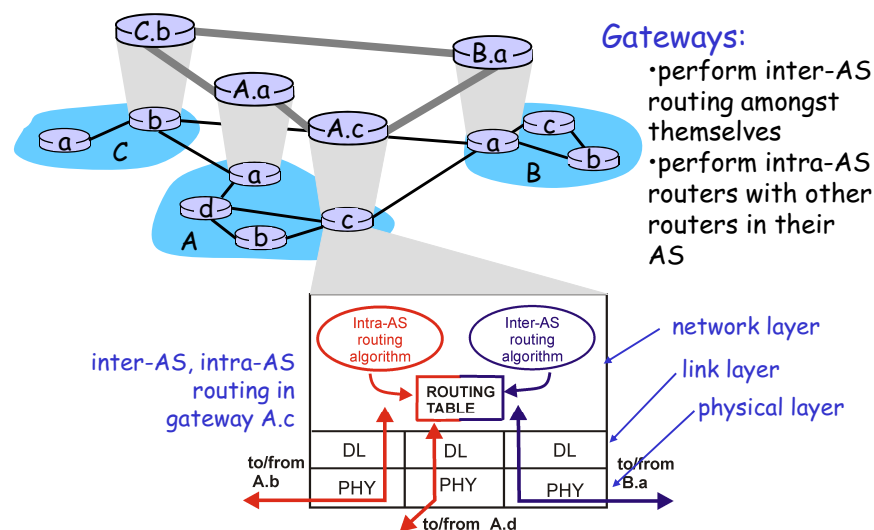 C.b
B.a
A.a
A.c
Gateways:
•perform inter-AS
routing amongst
themselves
•perform intra-AS
routers with other
routers in their
AS
a
b
C
a
c
b
B
a
d
b
c
A
inter-AS, intra-AS
routing in
gateway A.c
Intra-AS
routing
algorithm
Inter-AS
routing
algorithm
ROUTING
TABLE
DL
DL
DL
PHY
PHY
PHY
to/from
A.b
to/from A.d
to/from
B.a
network layer
link layer
physical layer